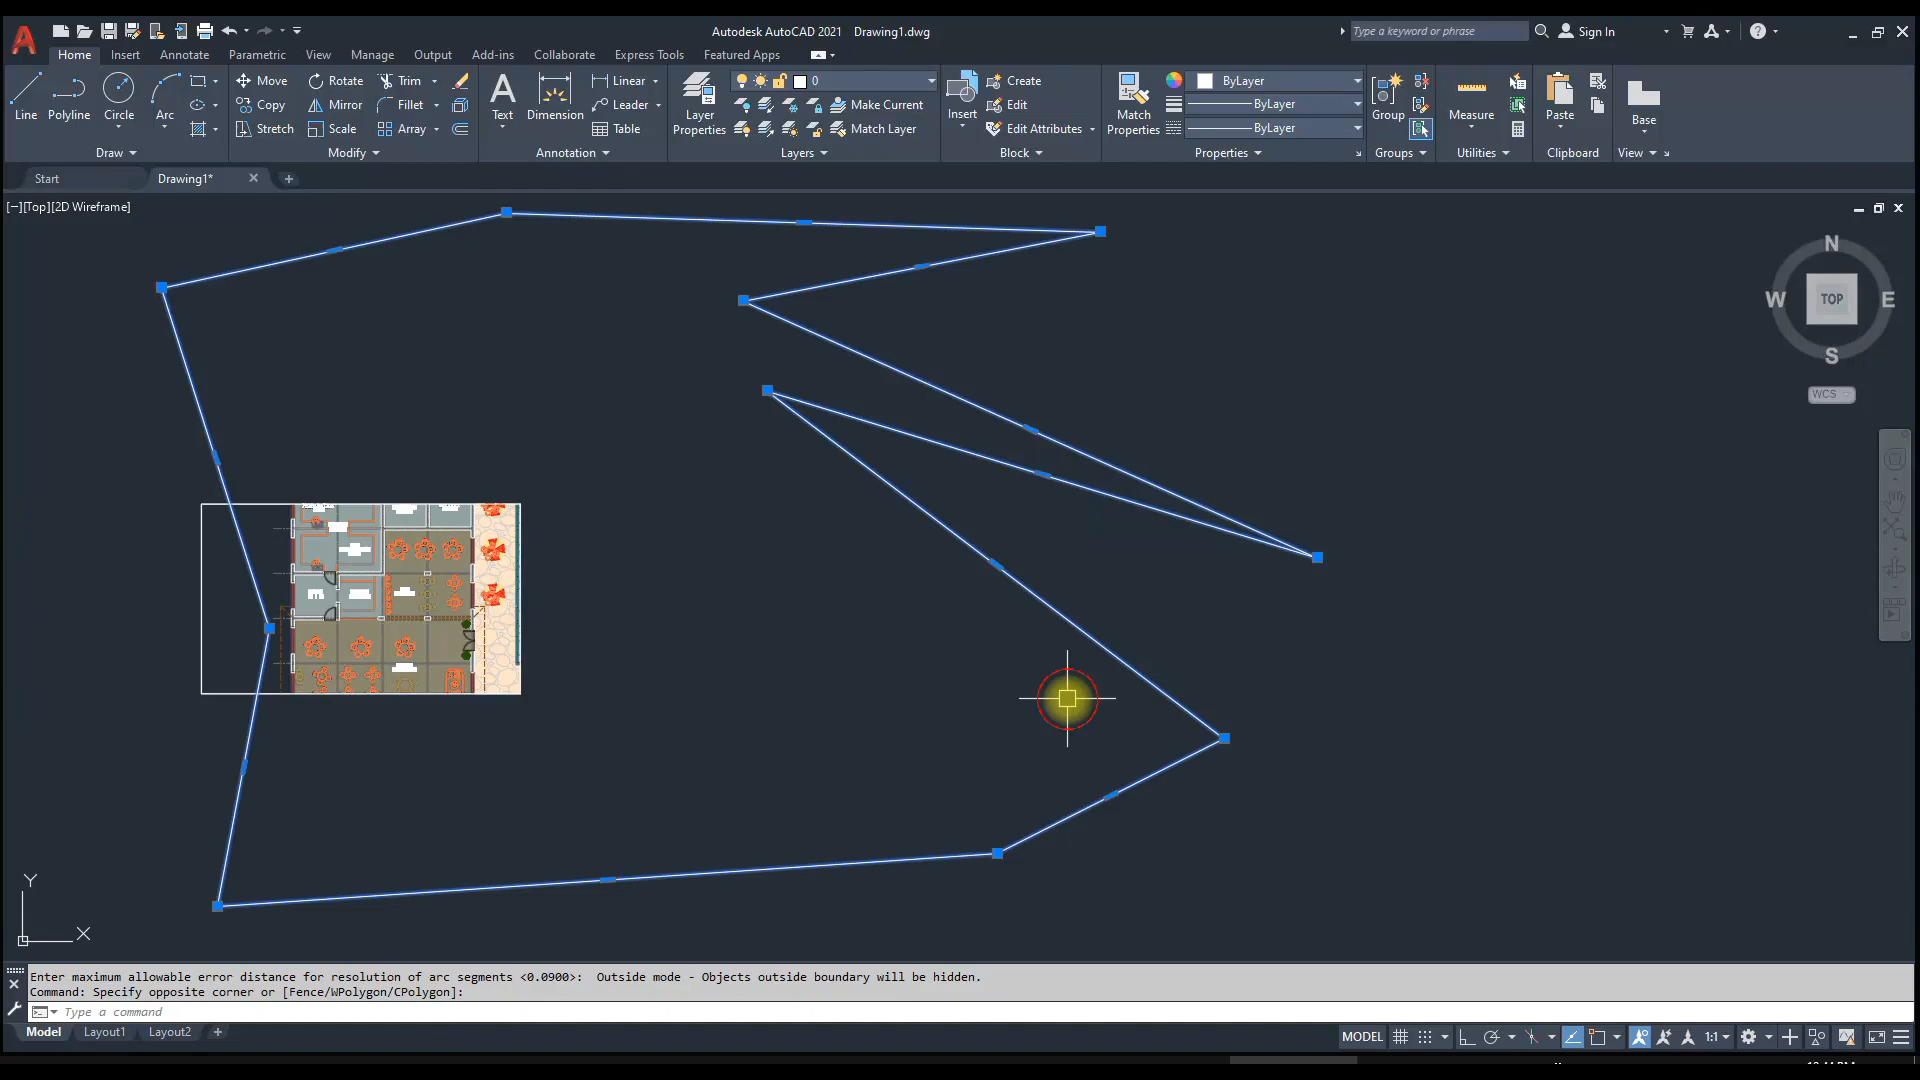 Autodesk AutoCAD 2021 Drawing1.dwg
Type a keyword or phrase
Sign In
Home Insert Annotate Parametric View Manage Output Add-ins Collaborate Express Tools Featured Apps
Line Polyline Circle Arc
Move Rotate Trim
Copy Mirror Fillet
Stretch Scale Array
Text Dimension
Linear
Leader
Table
Layer Properties
0
Make Current
Match Layer
Insert
Create
Edit
Edit Attributes
Match Properties
ByLayer
ByLayer
ByLayer
Group
Measure
Paste
Base
Draw Modify Annotation Layers Block Properties Groups Utilities Clipboard View
Start Drawing1*
[−][Top][2D Wireframe]
N
W TOP E
S
WCS
Y
X
Enter maximum allowable error distance for resolution of arc segments <0.0900>: Outside mode - Objects outside boundary will be hidden.
Command: Specify opposite corner or [Fence/WPolygon/CPolygon]:
Type a command
Model Layout1 Layout2
MODEL 1:1